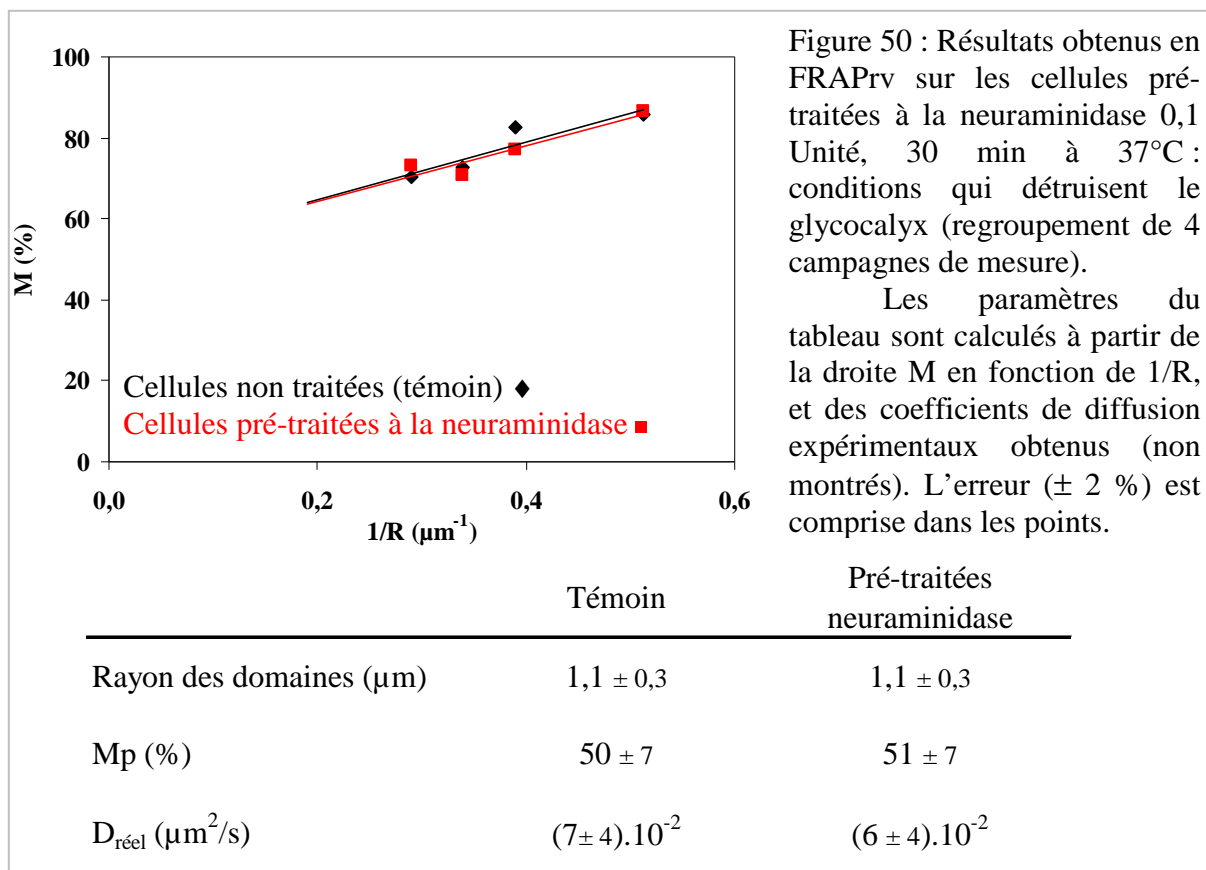 100
80
60
40
20
0
M (%)
0,0
0,2
0,4
0,6
1/R (µm-1)
Cellules non traitées (témoin) ◆
Cellules pré-traitées à la neuraminidase ■
Figure 50 : Résultats obtenus en
FRAPrv sur les cellules pré-
traitées à la neuraminidase 0,1
Unité, 30 min à 37°C :
conditions qui détruisent le
glycocalyx (regroupement de 4
campagnes de mesure).
Les paramètres du
tableau sont calculés à partir de
la droite M en fonction de 1/R,
et des coefficients de diffusion
expérimentaux obtenus (non
montrés). L'erreur (± 2 %) est
comprise dans les points.
Témoin
Pré-traitées
neuraminidase
Rayon des domaines (µm) 1,1 ± 0,3 1,1 ± 0,3
Mp (%) 50 ± 7 51 ± 7
Dréel (µm2/s) (7± 4).10-2 (6 ± 4).10-2